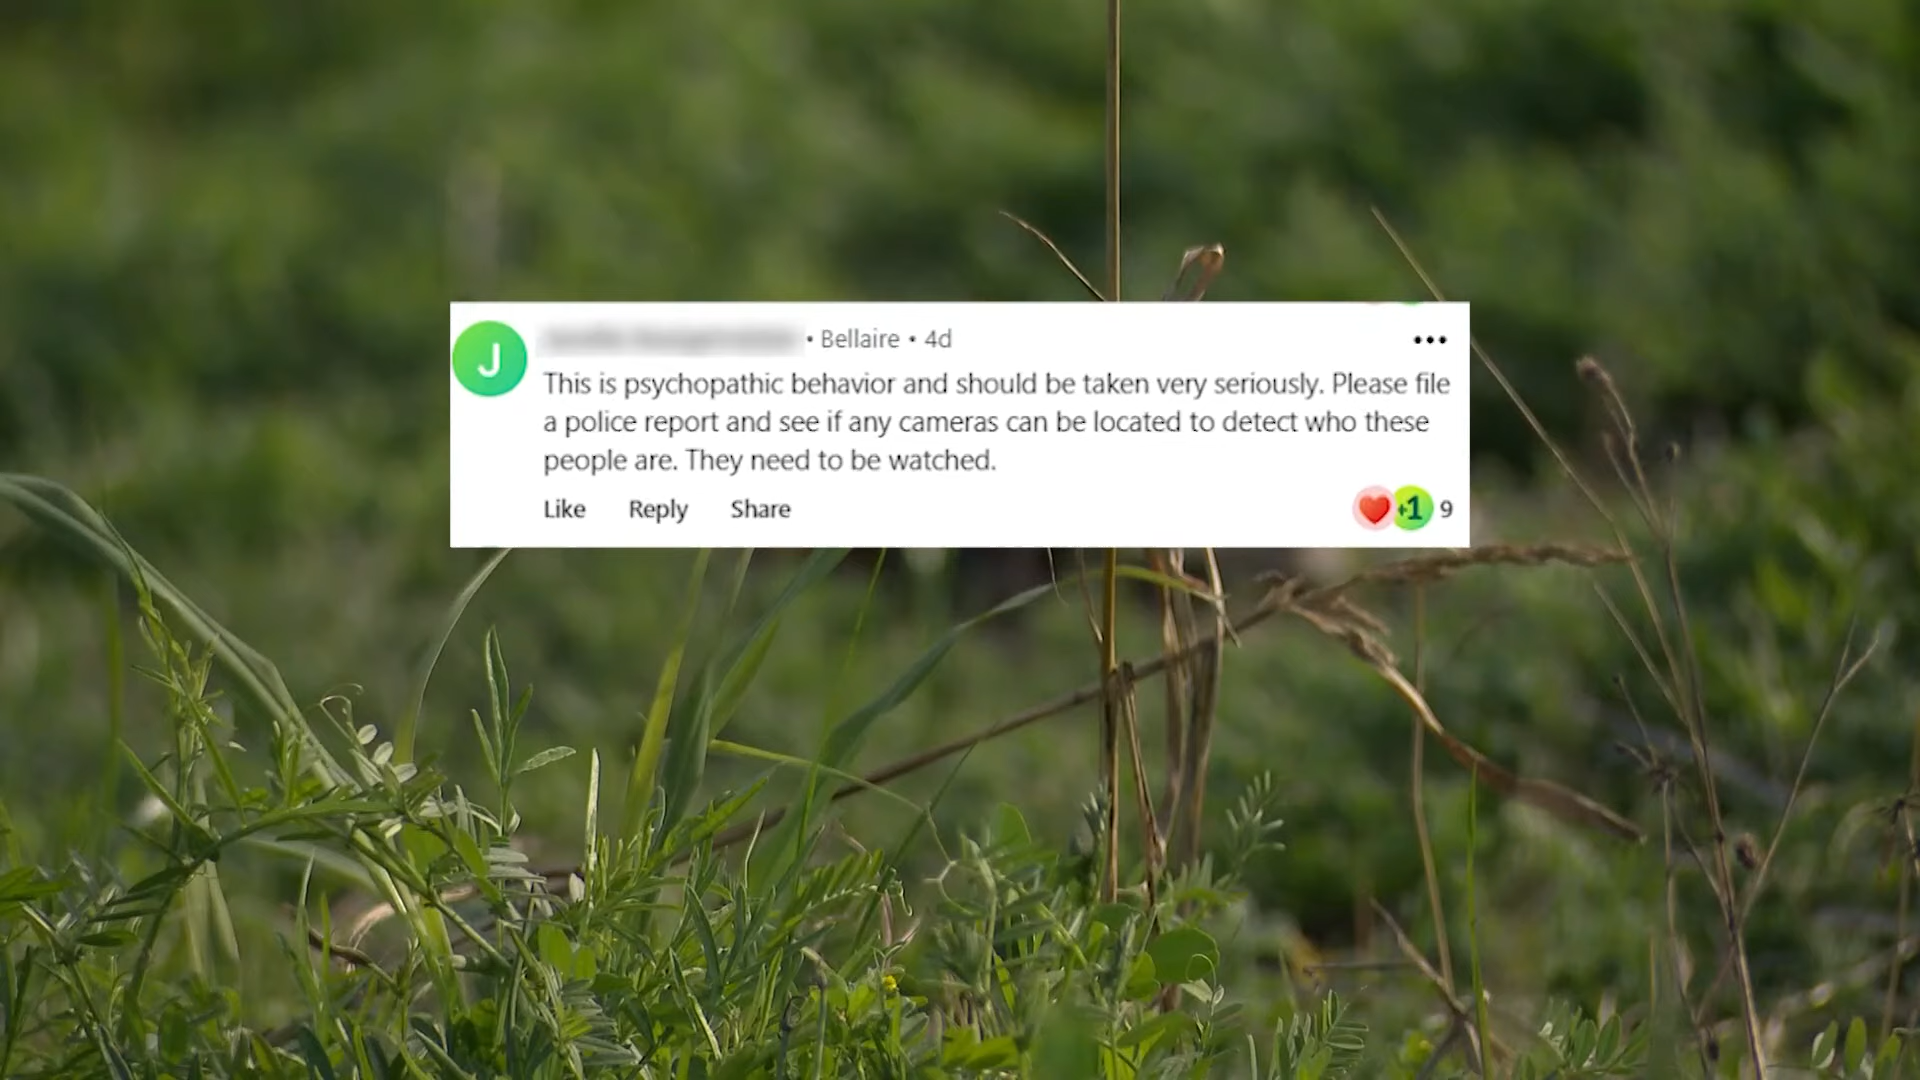 J
• Bellaire • 4d
This is psychopathic behavior and should be taken very seriously. Please file
a police report and see if any cameras can be located to detect who these
people are. They need to be watched.
Like Reply Share +1 9